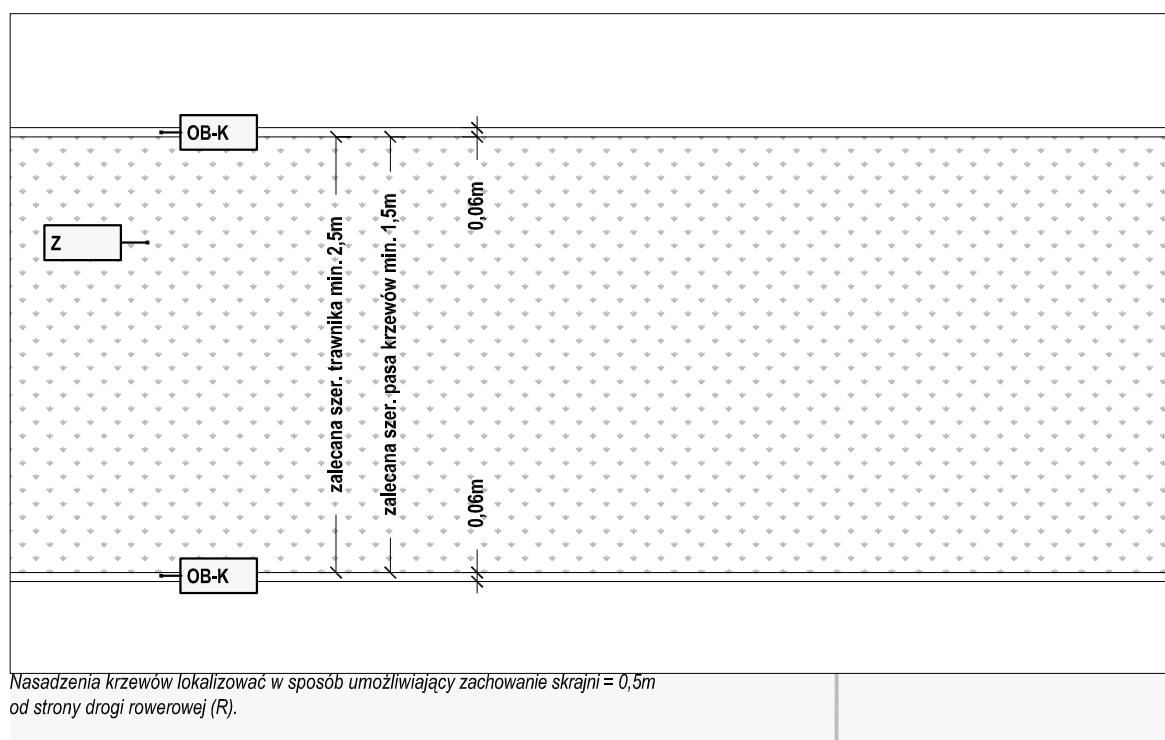 OB-K
Z
zalecana szer. trawnika min. 2,5m
zalecana szer. pasa krzewów min. 1,5m
0,06m
0,06m
OB-K
Nasadzenia krzewów lokalizować w sposób umożliwiający zachowanie skrajni = 0,5m
od strony drogi rowerowej (R).